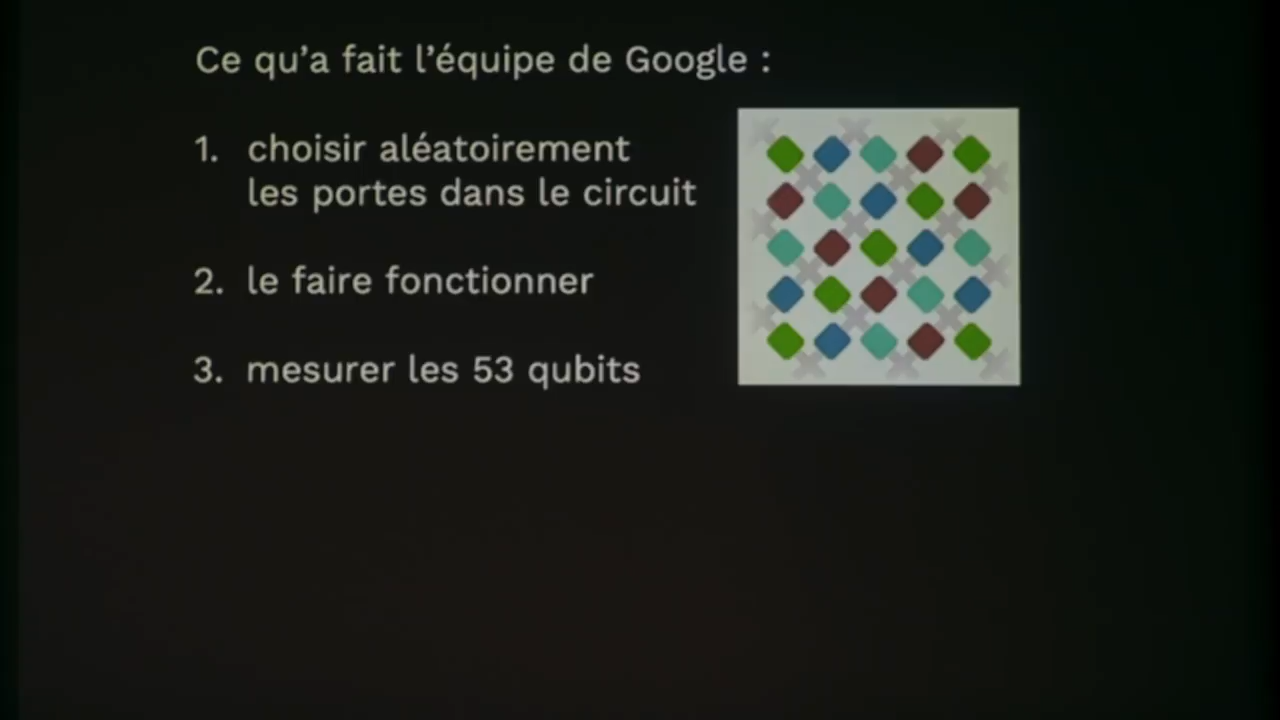 Ce qu’a fait l’équipe de Google :
1. choisir aléatoirement
les portes dans le circuit
2. le faire fonctionner
3. mesurer les 53 qubits